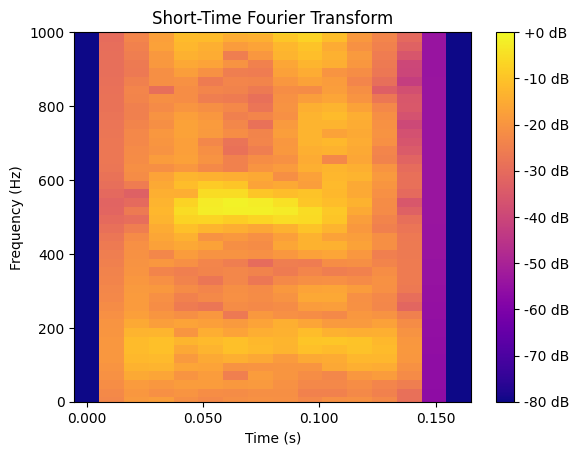 Short-Time Fourier Transform
1000
800
600
400
200
0
Frequency (Hz)
0.000
0.050
0.100
0.150
Time (s)
+0 dB
-10 dB
-20 dB
-30 dB
-40 dB
-50 dB
-60 dB
-70 dB
-80 dB